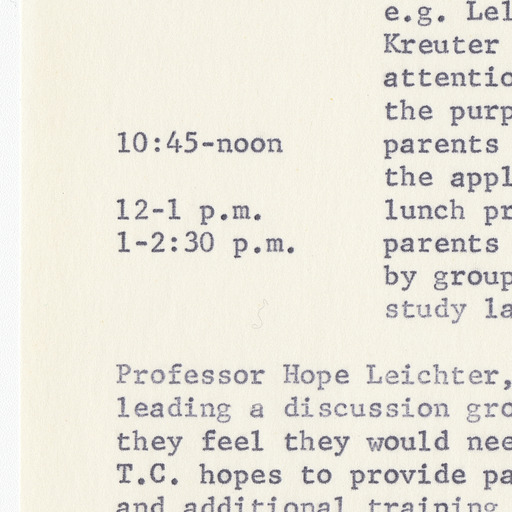 e.g. Lel
Kreuter
attentio
the purp
10:45-noon parents
the appl
12-1 p.m. lunch pr
1-2:30 p.m. parents
by group
study la
Professor Hope Leichter,
leading a discussion gro
they feel they would nee
T.C. hopes to provide pa
and additional training